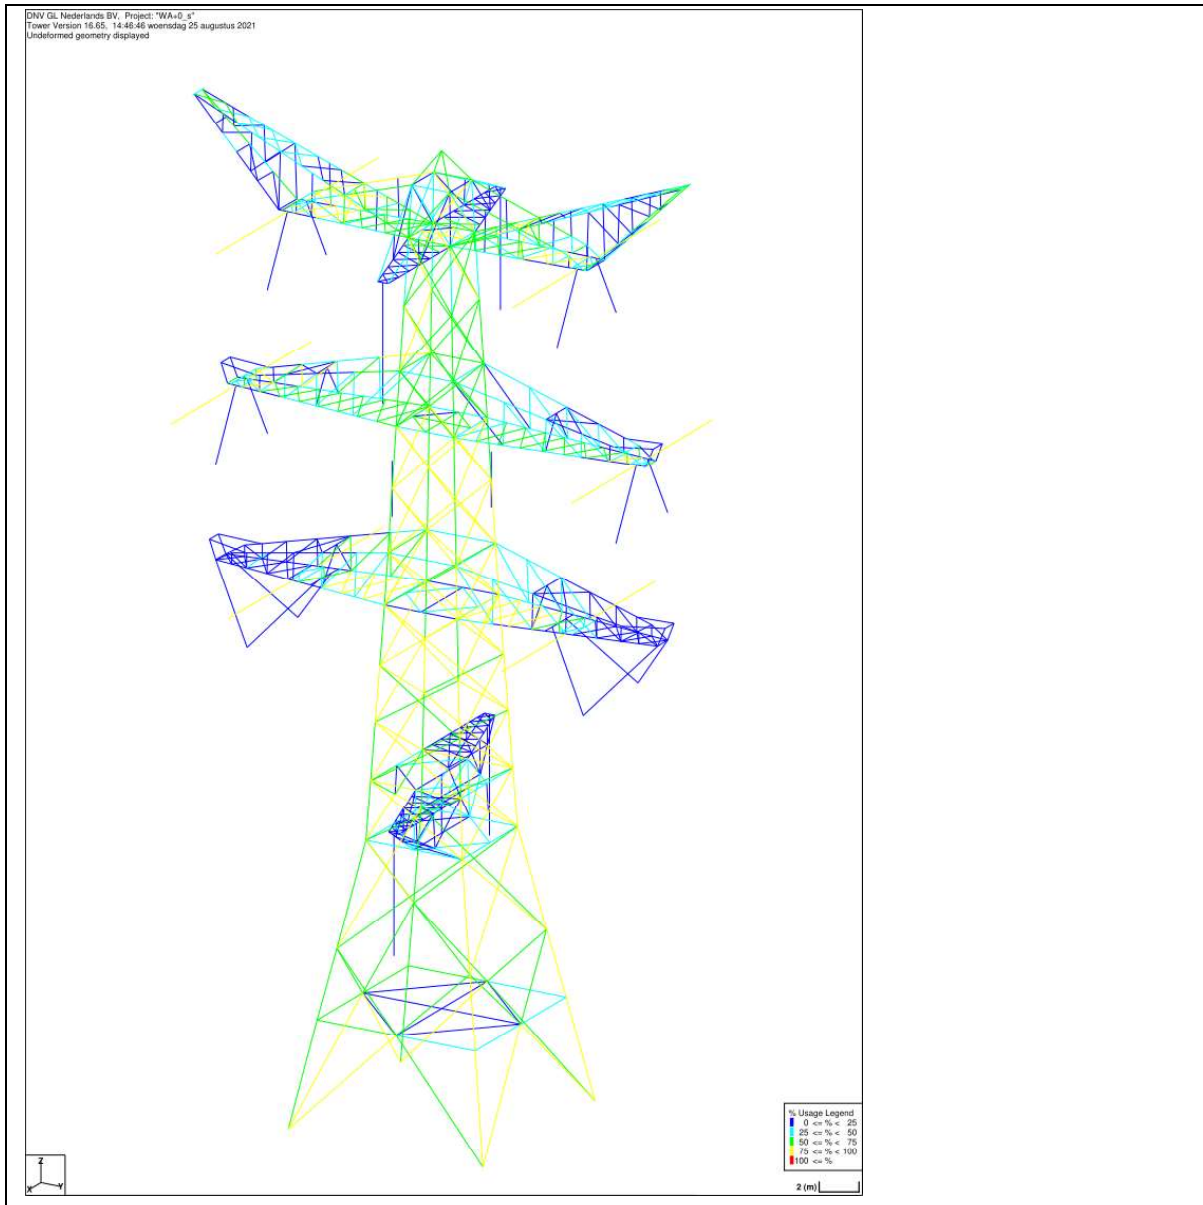 DNV GL Nederlands BV, Project: "WA+0_s"
Tower Version 16.65, 14:46:46 woensdag 25 augustus 2021
Undeformed geometry displayed
% Usage Legend
0 <= % < 25
25 <= % < 50
50 <= % < 75
75 <= % < 100
100 <= %
Z
X Y
2 (m)